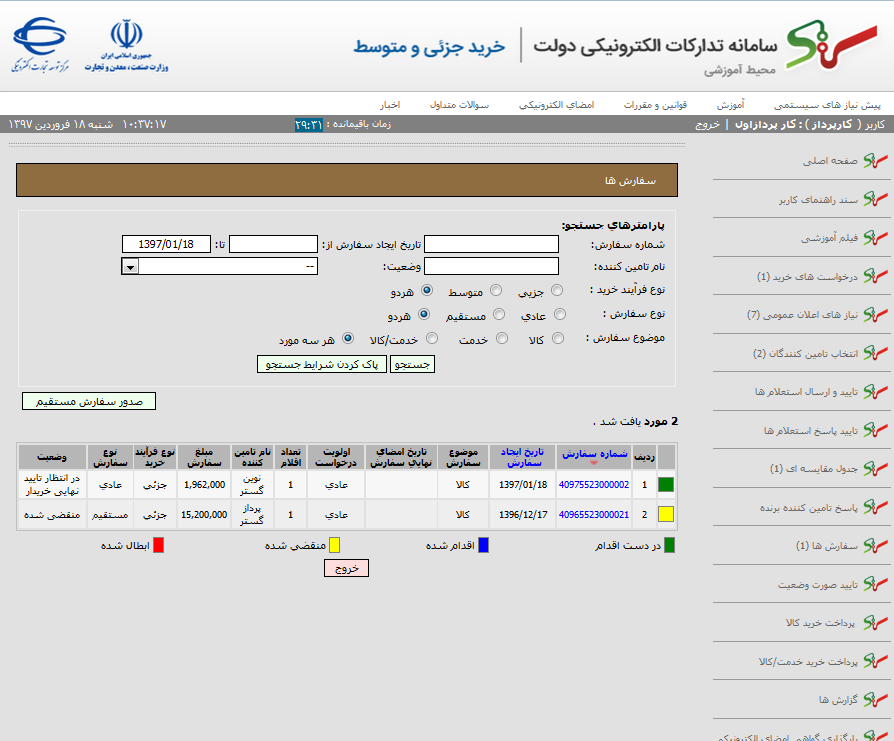 سامانه تدارکات الکترونیکی دولت
محیط آموزشی
خرید جزئی و متوسط
جمهوری اسلامی ایران
وزارت صنعت، معدن و تجارت
مرکز توسعه تجارت الکترونیکی
پیش نیاز های سیستمی آموزش قوانین و مقررات امضای الکترونیکی سوالات متداول اخبار
کاربر ( کارپرداز ) : کار پردازاول | خروج زمان باقیمانده : ۲۹:۳۱ ۱۰:۳۷:۱۷ شنبه ۱۸ فروردین ۱۳۹۷
صفحه اصلی
سند راهنمای کاربر
فیلم آموزشی
درخواست های خرید (1)
نیاز های اعلان عمومی (7)
انتخاب تامین کنندگان (2)
تایید و ارسال استعلام ها
تایید پاسخ استعلام ها
جدول مقایسه ای (1)
پاسخ تامین کننده برنده
سفارش ها (1)
تایید صورت وضعیت
پرداخت خرید کالا
پرداخت خرید خدمت/کالا
گزارش ها
بارگذاری گواهی امضای الکترونیکی
سفارش ها
پارامترهای جستجو:
شماره سفارش: تاریخ ایجاد سفارش از: تا: 1397/01/18
نام تامین کننده: وضعیت: --
نوع فرآیند خرید : جزیی متوسط هردو
نوع سفارش : عادي مستقیم هردو
موضوع سفارش : کالا خدمت خدمت/کالا هر سه مورد
جستجو پاک کردن شرایط جستجو
صدور سفارش مستقیم
2 مورد یافت شد .
ردیف شماره سفارش تاریخ ایجاد سفارش موضوع سفارش تاریخ امضای نهایي سفارش اولویت درخواست تعداد اقلام نام تامین کننده مبلغ سفارش نوع فرآیند خرید نوع سفارش وضعیت
1 40975523000002 1397/01/18 کالا عادي 1 نوین گستر 1,962,000 جزئی عادي در انتظار تایید نهایی خریدار
2 40965523000021 1396/12/17 کالا عادي 1 پرداز گستر 15,200,000 جزئی مستقیم منقضی شده
در دست اقدام اقدام شده منقضي شده ابطال شده
خروج